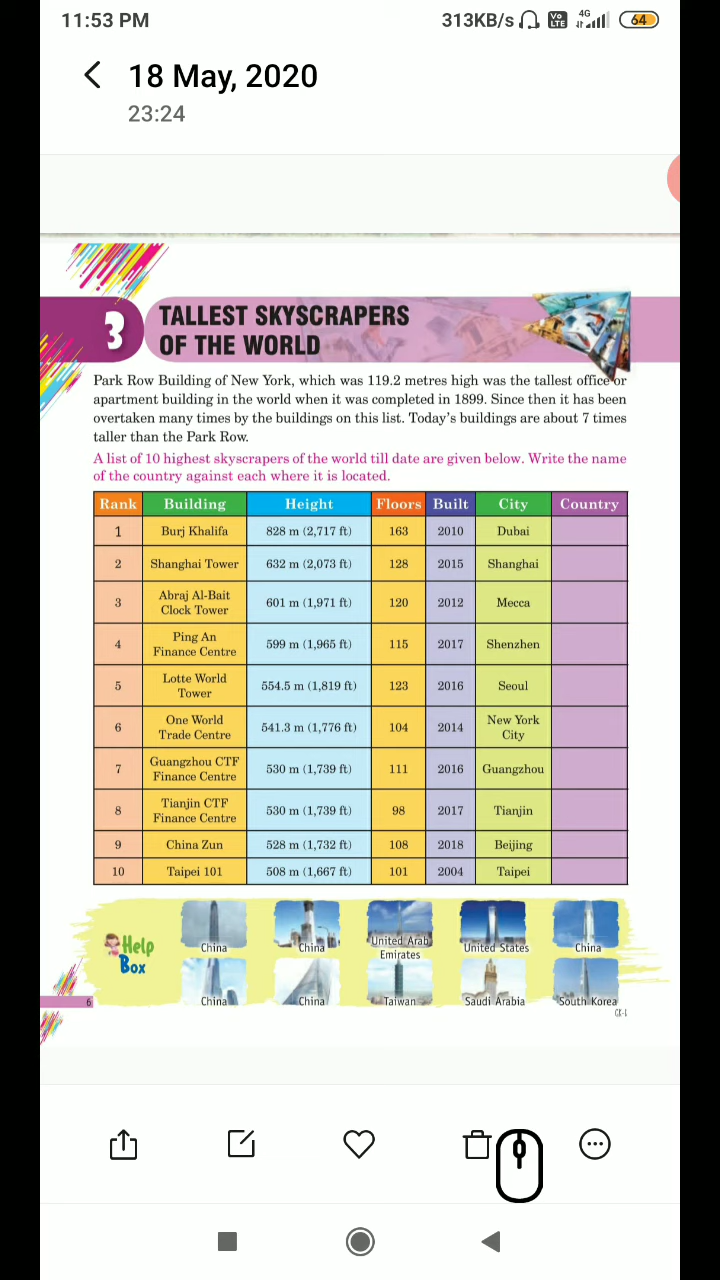 11:53 PM
313KB/s
Vo LTE
4G
64
18 May, 2020
23:24
3
TALLEST SKYSCRAPERS
OF THE WORLD
Park Row Building of New York, which was 119.2 metres high was the tallest office or
apartment building in the world when it was completed in 1899. Since then it has been
overtaken many times by the buildings on this list. Today's buildings are about 7 times
taller than the Park Row.
A list of 10 highest skyscrapers of the world till date are given below. Write the name
of the country against each where it is located.
Rank Building Height Floors Built City Country
1 Burj Khalifa 828 m (2,717 ft) 163 2010 Dubai
2 Shanghai Tower 632 m (2,073 ft) 128 2015 Shanghai
3 Abraj Al-Bait Clock Tower 601 m (1,971 ft) 120 2012 Mecca
4 Ping An Finance Centre 599 m (1,965 ft) 115 2017 Shenzhen
5 Lotte World Tower 554.5 m (1,819 ft) 123 2016 Seoul
6 One World Trade Centre 541.3 m (1,776 ft) 104 2014 New York City
7 Guangzhou CTF Finance Centre 530 m (1,739 ft) 111 2016 Guangzhou
8 Tianjin CTF Finance Centre 530 m (1,739 ft) 98 2017 Tianjin
9 China Zun 528 m (1,732 ft) 108 2018 Beijing
10 Taipei 101 508 m (1,667 ft) 101 2004 Taipei
Help
Box
China China United Arab Emirates United States China
China China Taiwan Saudi Arabia South Korea
6